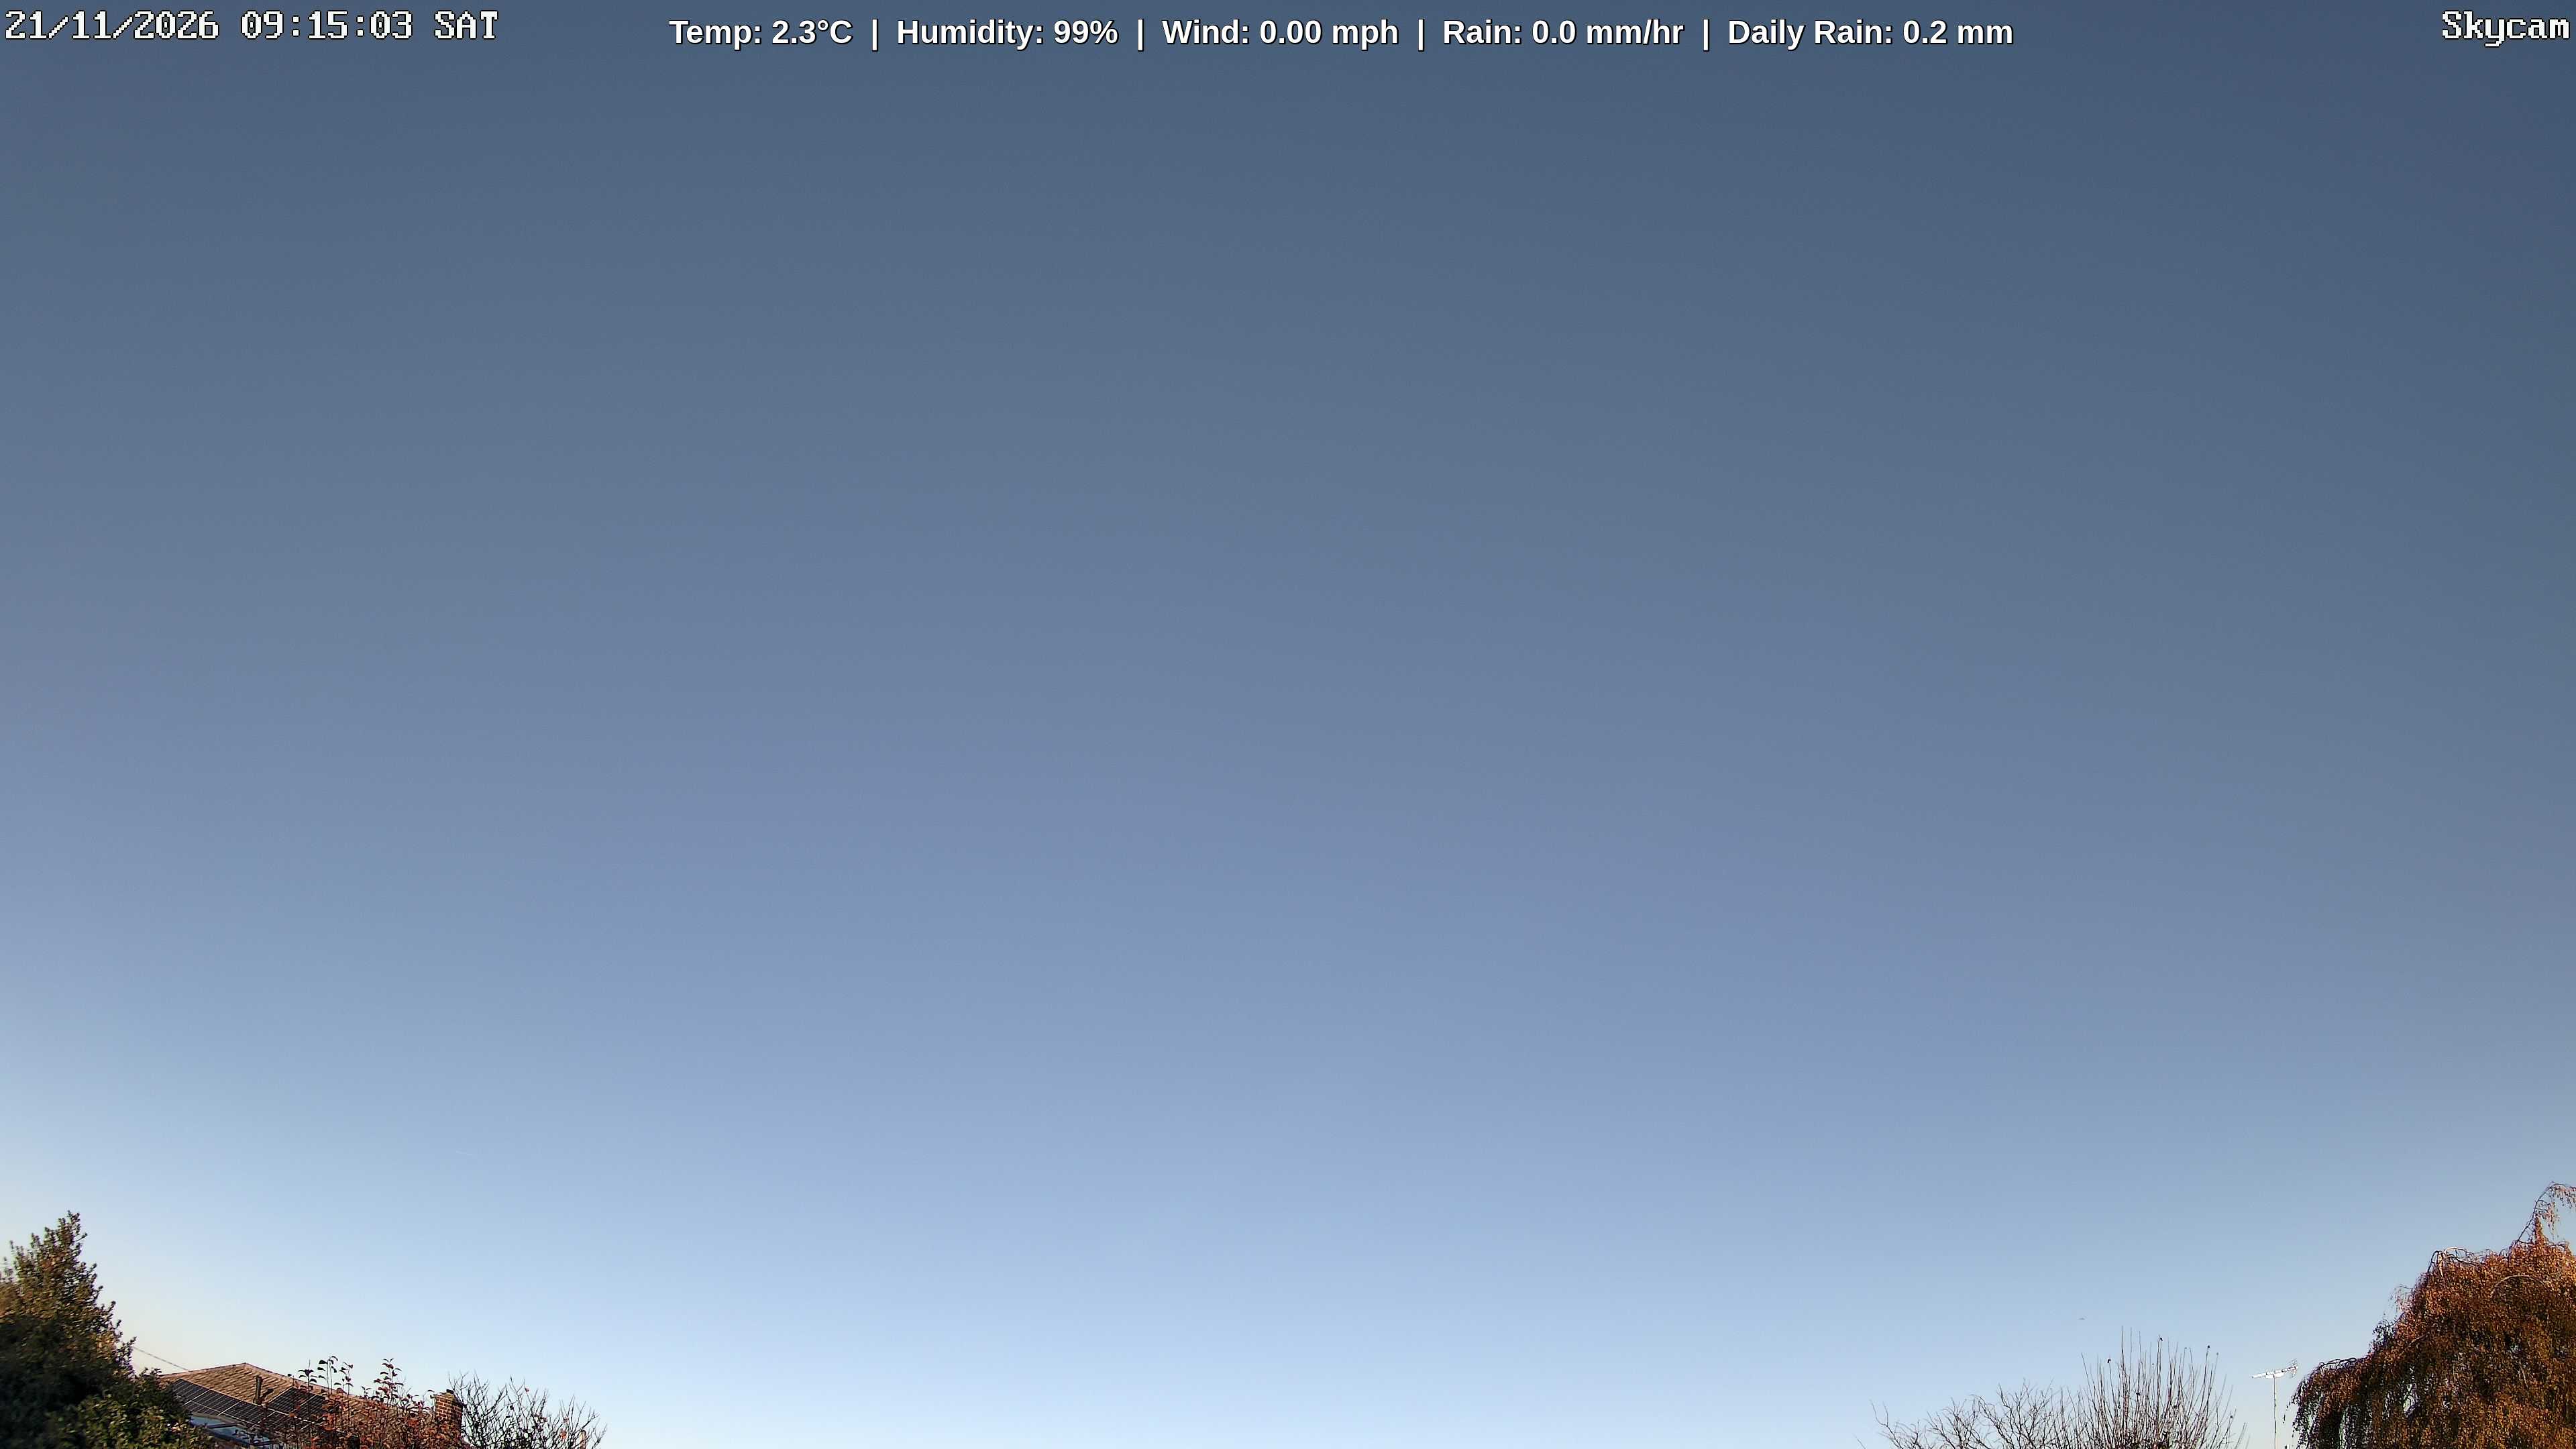 21/11/2026 09:15:03 SAT
Temp: 2.3°C | Humidity: 99% | Wind: 0.00 mph | Rain: 0.0 mm/hr | Daily Rain: 0.2 mm
Skycam